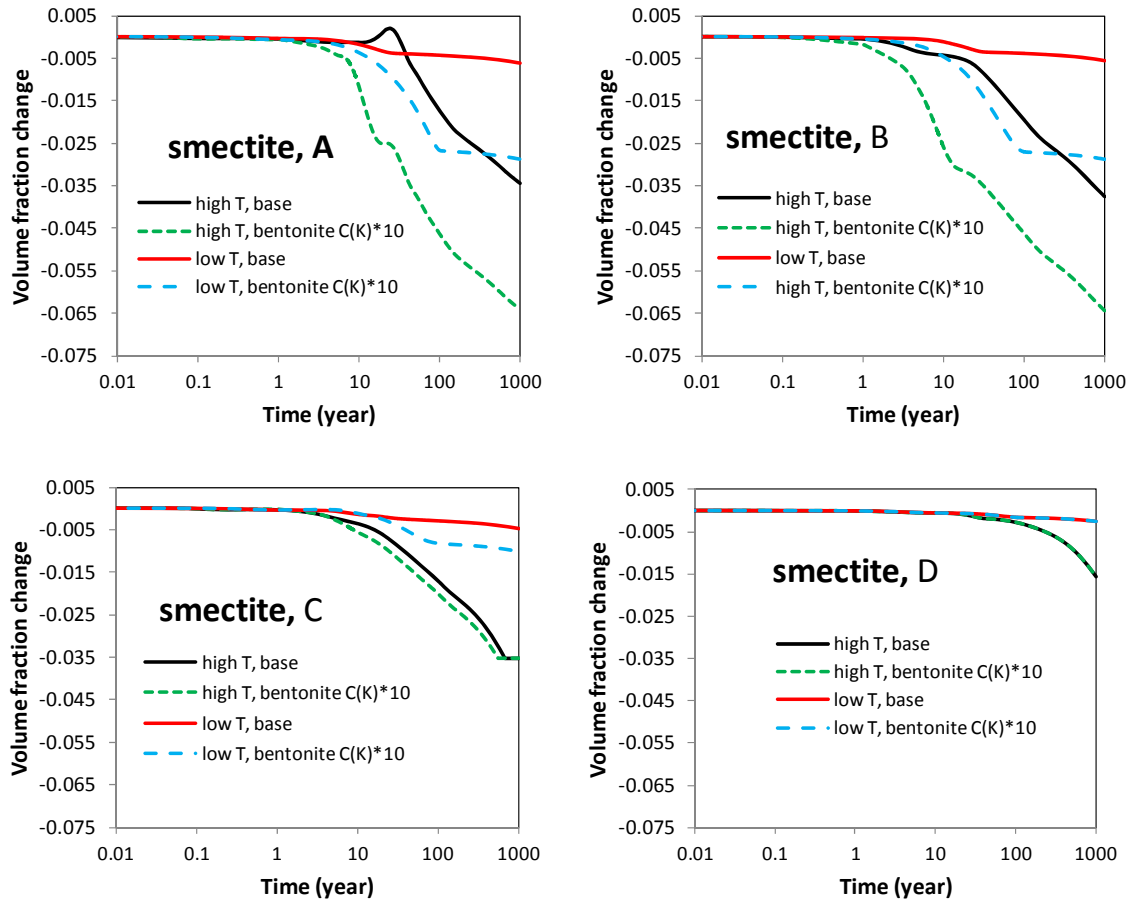 0.005
-0.005
-0.015
-0.025
-0.035
-0.045
-0.055
-0.065
-0.075
Volume fraction change
smectite, A
high T, base
high T, bentonite C(K)*10
low T, base
low T, bentonite C(K)*10
0.01 0.1 1 10 100 1000
Time (year)
0.005
-0.005
-0.015
-0.025
-0.035
-0.045
-0.055
-0.065
-0.075
Volume fraction change
smectite, B
high T, base
high T, bentonite C(K)*10
low T, base
high T, bentonite C(K)*10
0.01 0.1 1 10 100 1000
Time (year)
0.005
-0.005
-0.015
-0.025
-0.035
-0.045
-0.055
-0.065
-0.075
Volume fraction change
smectite, C
high T, base
high T, bentonite C(K)*10
low T, base
low T, bentonite C(K)*10
0.01 0.1 1 10 100 1000
Time (year)
0.005
-0.005
-0.015
-0.025
-0.035
-0.045
-0.055
-0.065
-0.075
Volume fraction change
smectite, D
high T, base
high T, bentonite C(K)*10
low T, base
low T, bentonite C(K)*10
0.01 0.1 1 10 100 1000
Time (year)